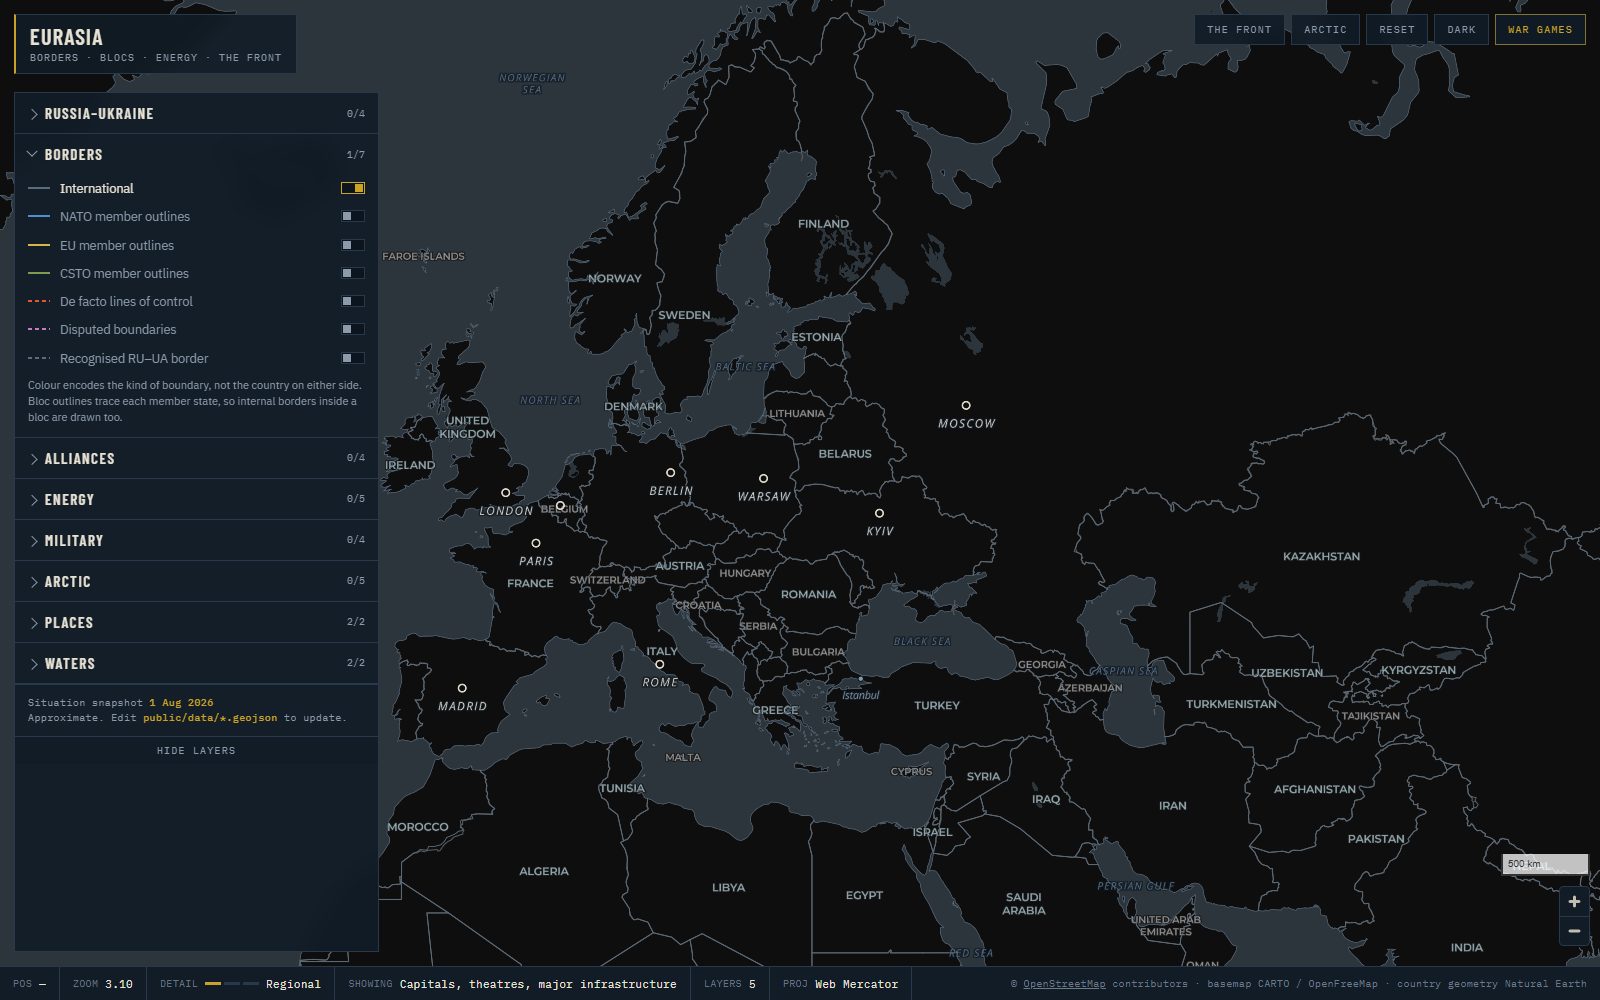 EURASIA
BORDERS · BLOCS · ENERGY · THE FRONT
THE FRONT
ARCTIC
RESET
DARK
WAR GAMES
RUSSIA–UKRAINE 0/4
BORDERS 1/7
International
NATO member outlines
EU member outlines
CSTO member outlines
De facto lines of control
Disputed boundaries
Recognised RU–UA border
Colour encodes the kind of boundary, not the country on either side.
Bloc outlines trace each member state, so internal borders inside a
bloc are drawn too.
ALLIANCES 0/4
ENERGY 0/5
MILITARY 0/4
ARCTIC 0/5
PLACES 2/2
WATERS 2/2
Situation snapshot 1 Aug 2026
Approximate. Edit public/data/*.geojson to update.
HIDE LAYERS
NORWEGIAN
SEA
FAROE ISLANDS
FINLAND
NORWAY
SWEDEN
ESTONIA
BALTIC SEA
NORTH SEA
DENMARK
LITHUANIA
MOSCOW
UNITED
KINGDOM
IRELAND
BELARUS
BERLIN
WARSAW
LONDON
BELGIUM
KYIV
PARIS
FRANCE
SWITZERLAND
AUSTRIA
HUNGARY
ROMANIA
KAZAKHSTAN
CROATIA
SERBIA
BLACK SEA
ITALY
BULGARIA
ROME
GEORGIA
CASPIAN SEA
UZBEKISTAN
KYRGYZSTAN
MADRID
Istanbul
AZERBAIJAN
GREECE
TURKEY
TURKMENISTAN
TAJIKISTAN
MALTA
CYPRUS
SYRIA
TUNISIA
IRAQ
IRAN
AFGHANISTAN
MOROCCO
ISRAEL
PAKISTAN
ALGERIA
LIBYA
EGYPT
PERSIAN GULF
SAUDI
ARABIA
UNITED ARAB
EMIRATES
RED SEA
OMAN
INDIA
500 km
+
−
POS —
ZOOM 3.10
DETAIL Regional
SHOWING Capitals, theatres, major infrastructure
LAYERS 5
PROJ Web Mercator
© OpenStreetMap contributors · basemap CARTO / OpenFreeMap · country geometry Natural Earth